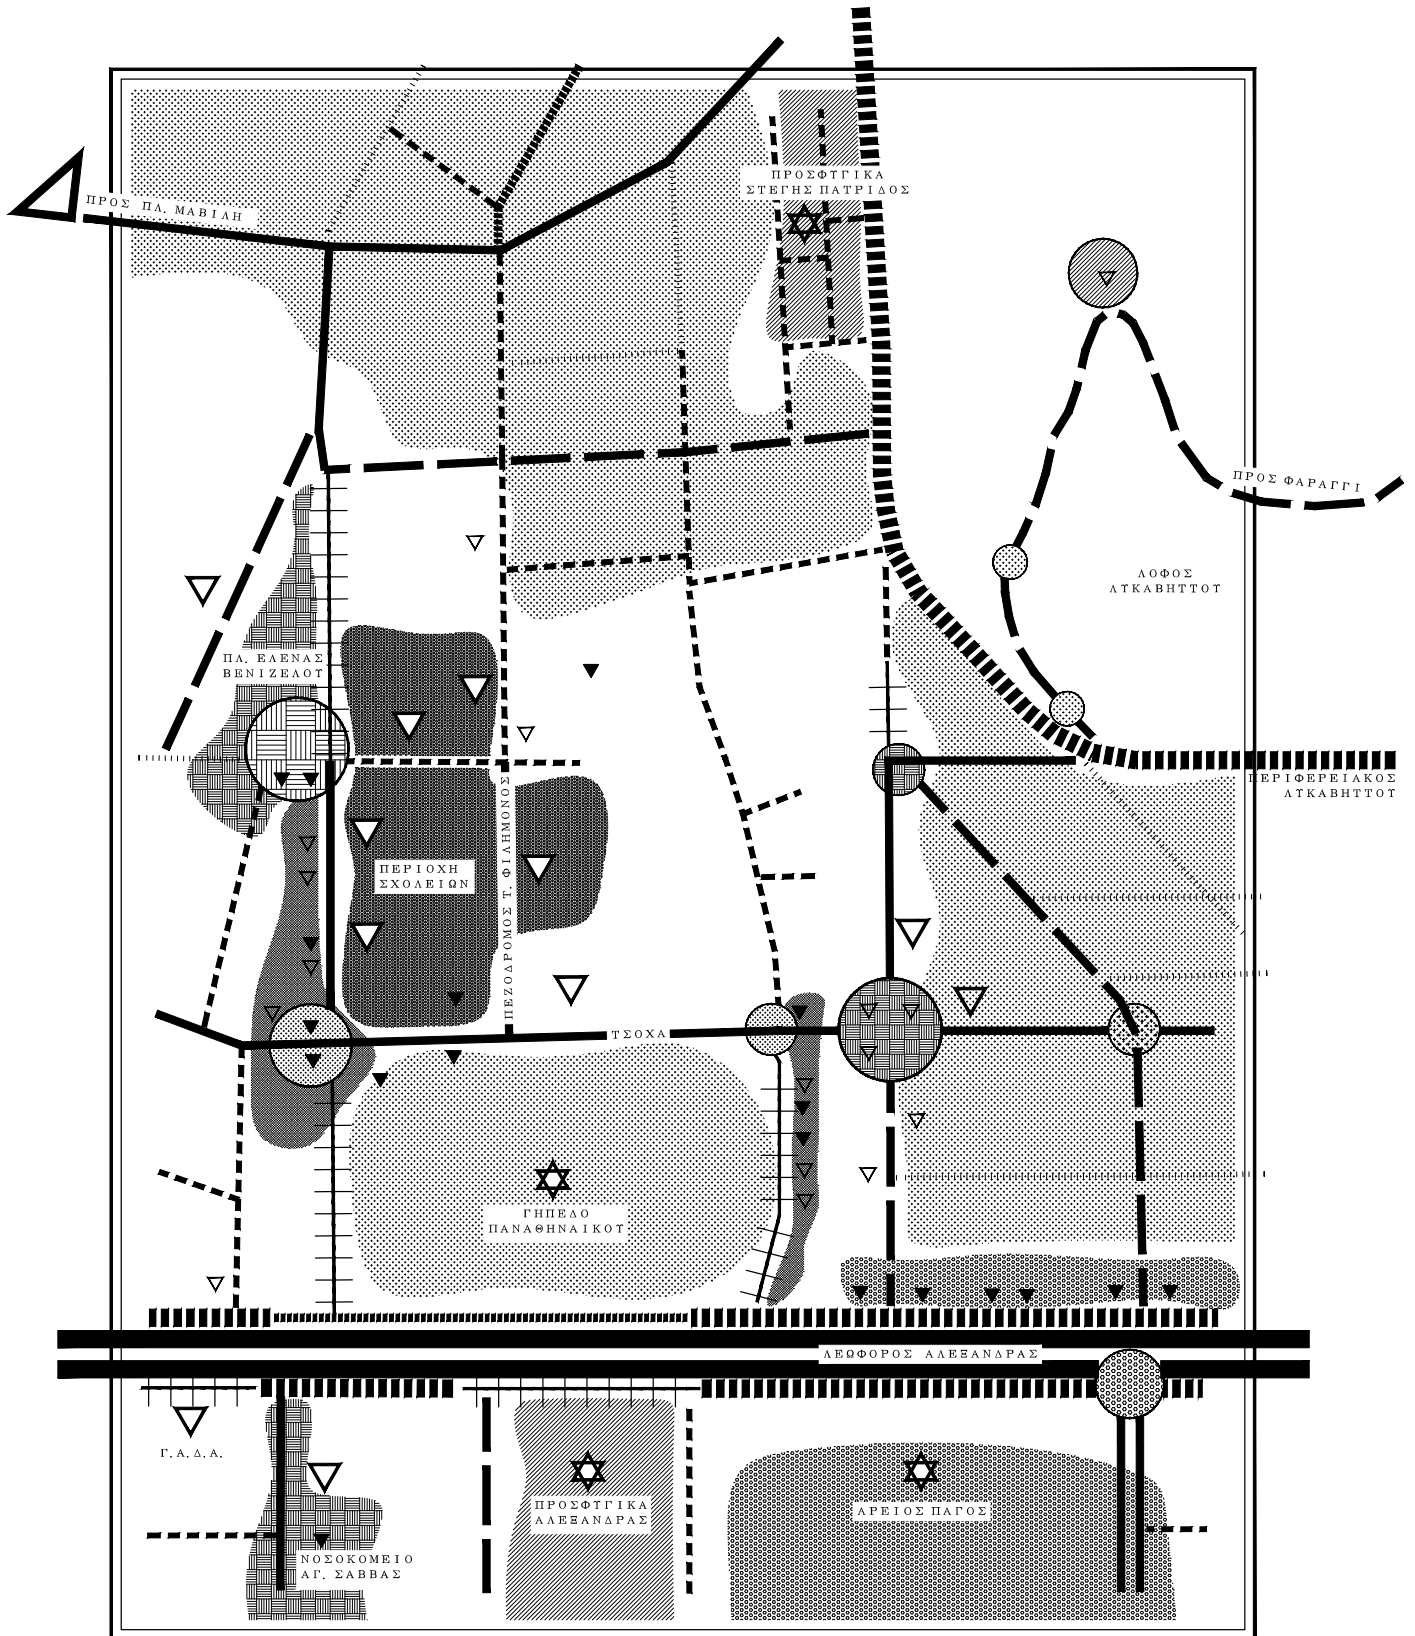 ΠΡΟΣΦΥΓΙΚΑ
ΣΤΕΓΗΣ ΠΑΤΡΙΔΟΣ
ΠΡΟΣ ΠΛ. ΜΑΒΙΛΗ
ΠΡΟΣ ΦΑΡΑΓΓΙ
ΛΟΦΟΣ
ΛΥΚΑΒΗΤΤΟΥ
ΠΛ. ΕΛΕΝΑΣ
ΒΕΝΙΖΕΛΟΥ
ΠΕΡΙΦΕΡΕΙΑΚΟΣ
ΛΥΚΑΒΗΤΤΟΥ
ΠΕΡΙΟΧΗ
ΣΧΟΛΕΙΩΝ
ΠΕΖΟΔΡΟΜΟΣ Τ. ΦΙΛΗΜΟΝΟΣ
ΤΣΟΧΑ
ΓΗΠΕΔΟ
ΠΑΝΑΘΗΝΑΙΚΟΥ
ΛΕΩΦΟΡΟΣ ΑΛΕΞΑΝΔΡΑΣ
Γ.Α.Δ.Α.
ΠΡΟΣΦΥΓΙΚΑ
ΑΛΕΞΑΝΔΡΑΣ
ΑΡΕΙΟΣ ΠΑΓΟΣ
ΝΟΣΟΚΟΜΕΙΟ
ΑΓ. ΣΑΒΒΑΣ